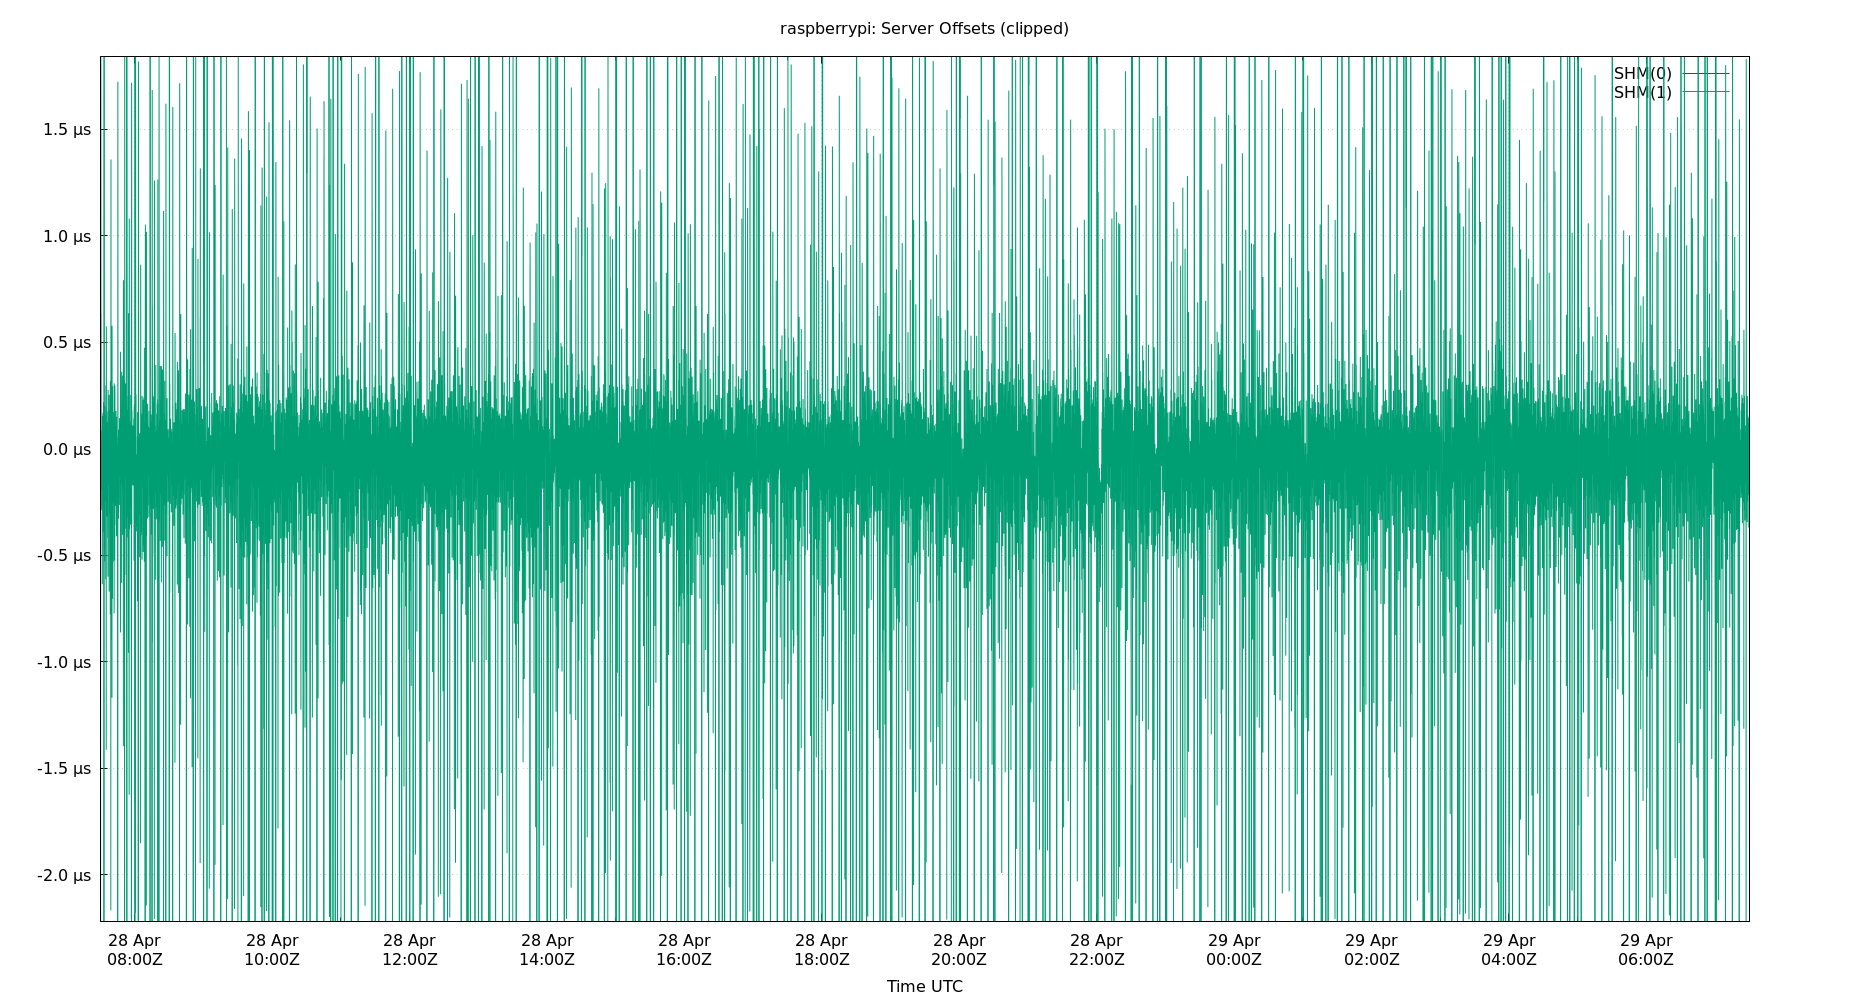 raspberrypi: Server Offsets (clipped)
SHM(0)
SHM(1)
1.5 μs
1.0 μs
0.5 μs
0.0 μs
-0.5 μs
-1.0 μs
-1.5 μs
-2.0 μs
28 Apr 28 Apr 28 Apr 28 Apr 28 Apr 28 Apr 28 Apr 28 Apr 29 Apr 29 Apr 29 Apr 29 Apr
08:00Z 10:00Z 12:00Z 14:00Z 16:00Z 18:00Z 20:00Z 22:00Z 00:00Z 02:00Z 04:00Z 06:00Z
Time UTC